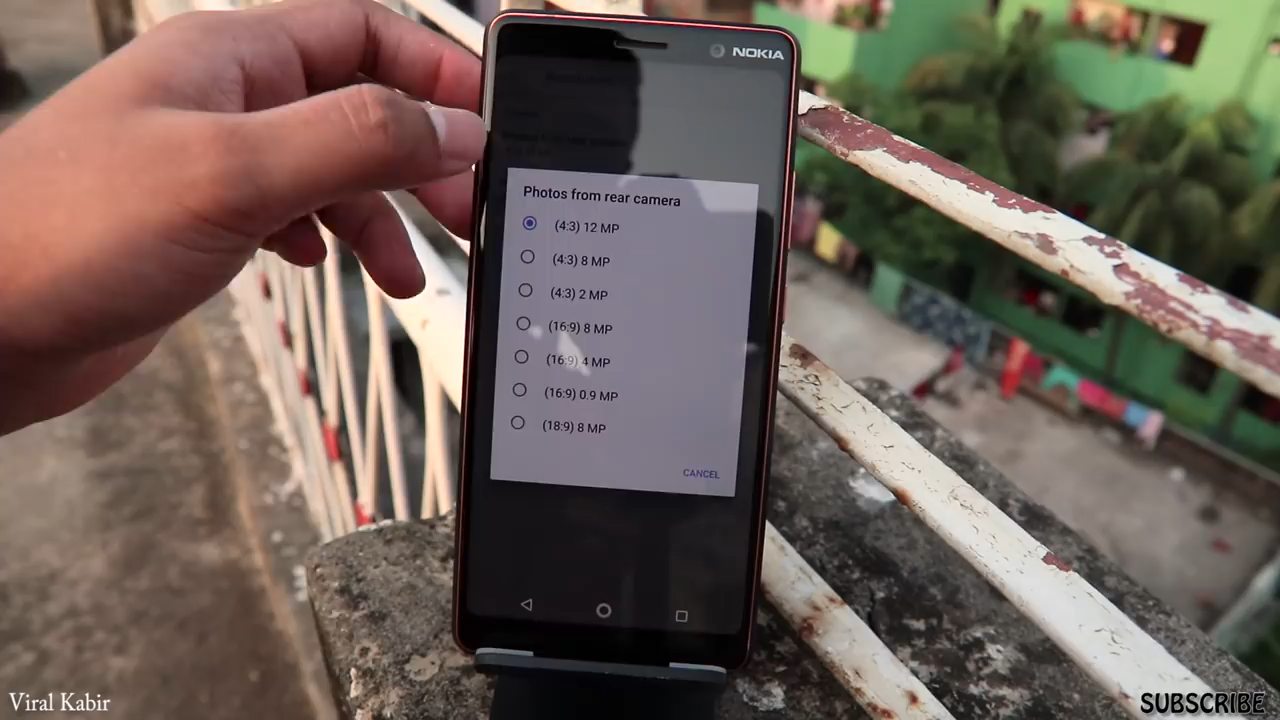 NOKIA
Photos from rear camera
(4:3) 12 MP
(4:3) 8 MP
(4:3) 2 MP
(16:9) 8 MP
(16:9) 4 MP
(16:9) 0.9 MP
(18:9) 8 MP
CANCEL
Viral Kabir
SUBSCRIBE